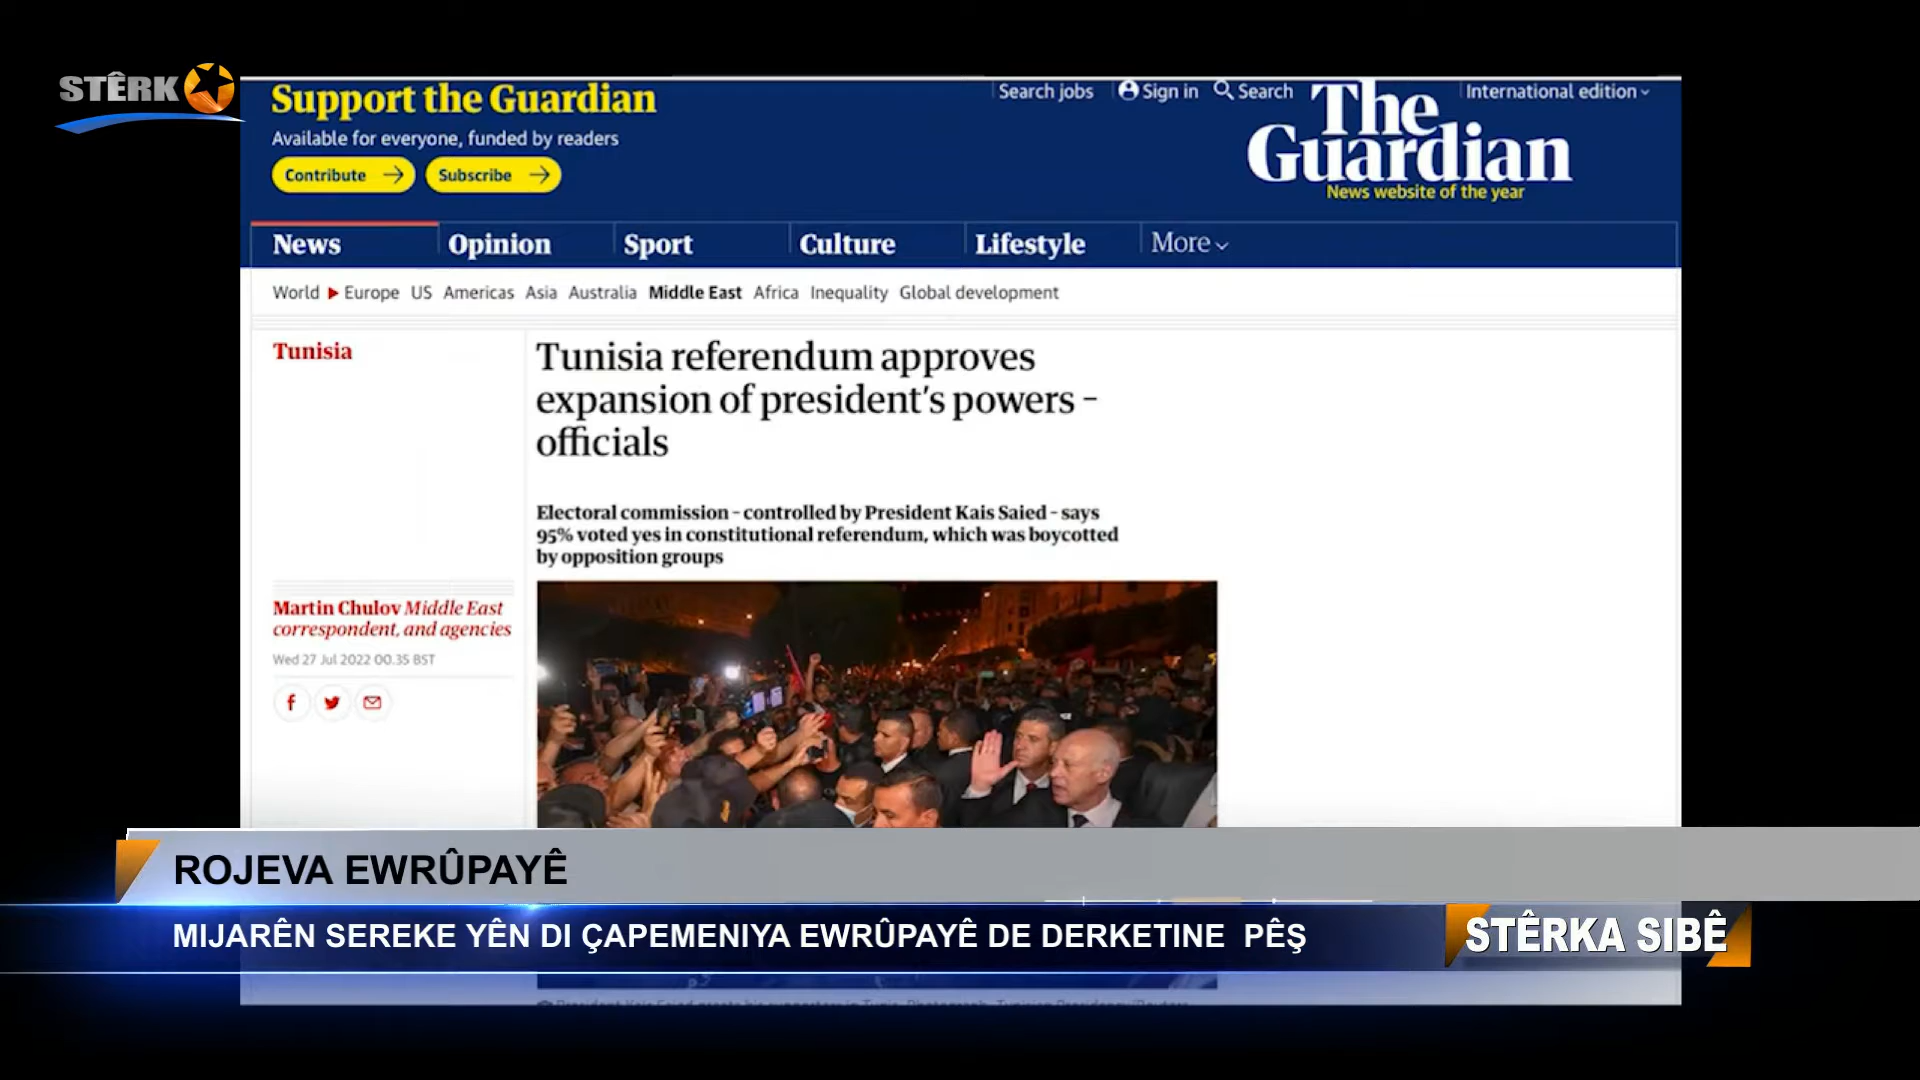 STÊRK
Support the Guardian
Available for everyone, funded by readers
Contribute
Subscribe
Search jobs
Sign in
Search
International edition
The
Guardian
News website of the year
News Opinion Sport Culture Lifestyle More
World Europe US Americas Asia Australia Middle East Africa Inequality Global development
Tunisia
Tunisia referendum approves
expansion of president's powers –
officials
Electoral commission – controlled by President Kais Saied – says
95% voted yes in constitutional referendum, which was boycotted
by opposition groups
Martin Chulov Middle East
correspondent, and agencies
Wed 27 Jul 2022 00.35 BST
ROJEVA EWRÛPAYÊ
MIJARÊN SEREKE YÊN DI ÇAPEMENIYA EWRÛPAYÊ DE DERKETINE PÊŞ
STÊRKA SIBÊ